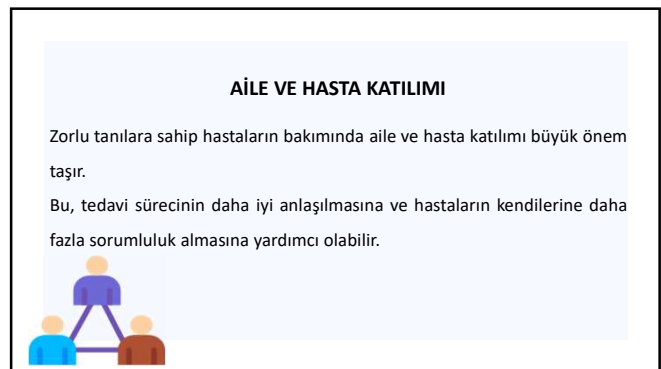 AİLE VE HASTA KATILIMI
Zorlu tanılara sahip hastaların bakımında aile ve hasta katılımı büyük önem
taşır.
Bu, tedavi sürecinin daha iyi anlaşılmasına ve hastaların kendilerine daha
fazla sorumluluk almasına yardımcı olabilir.